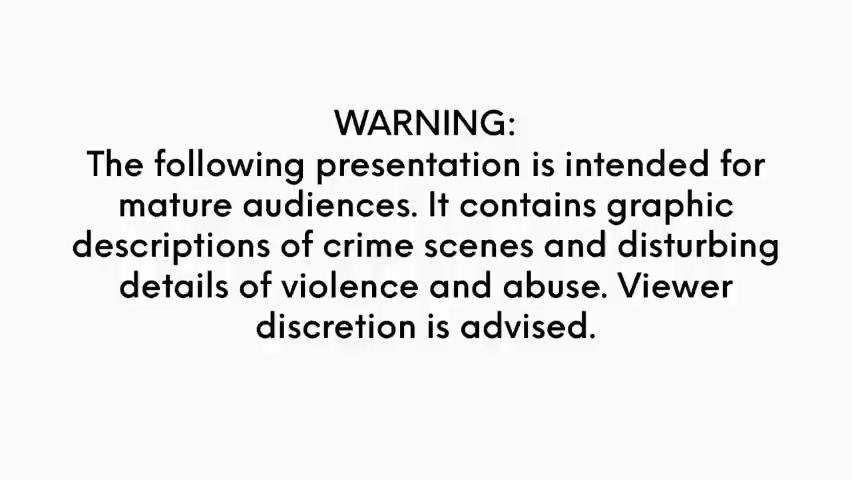 WARNING:
The following presentation is intended for
mature audiences. It contains graphic
descriptions of crime scenes and disturbing
details of violence and abuse. Viewer
discretion is advised.